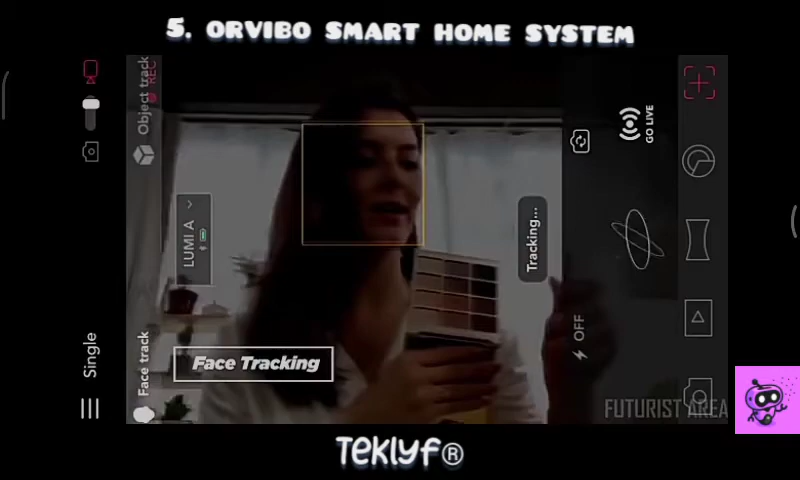 5. ORVIBO SMART HOME SYSTEM
Object track
REC
GO LIVE
LUMI A
Tracking...
OFF
Single
Face track
Face Tracking
FUTURIST AREA
Teklyf®